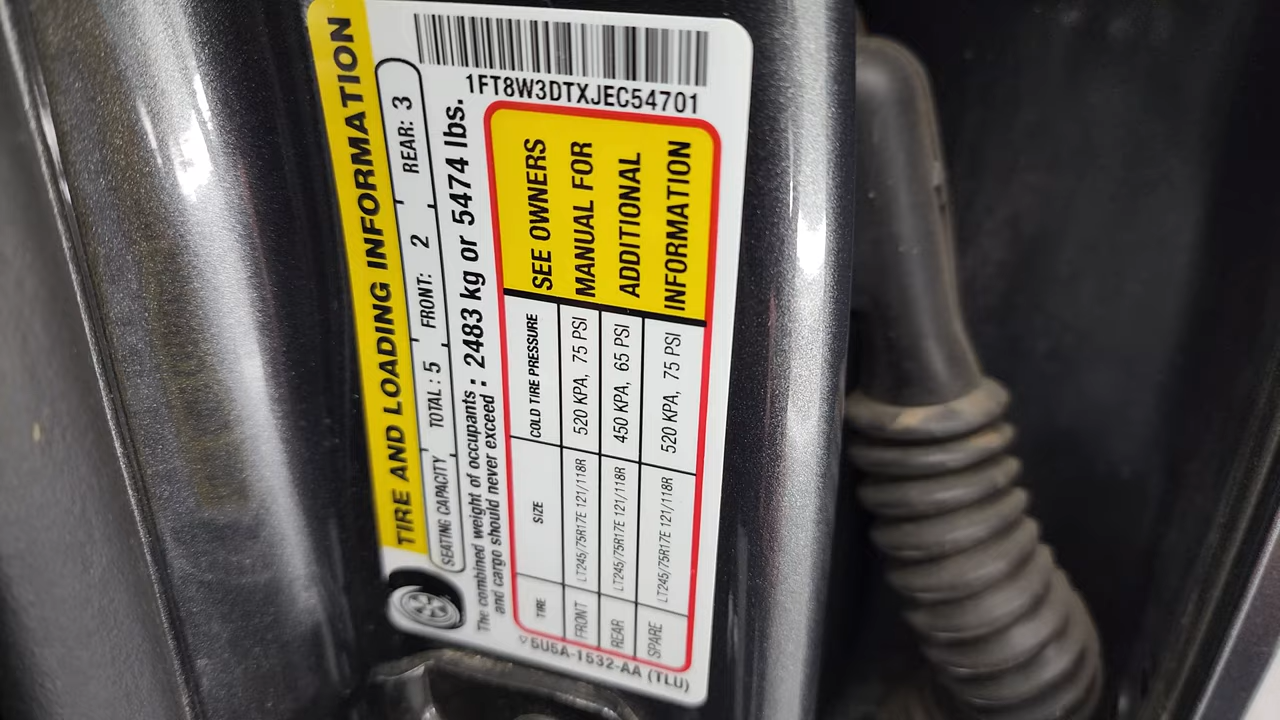 TIRE AND LOADING INFORMATION
SEATING CAPACITY TOTAL : 5 FRONT: 2 REAR: 3
The combined weight of occupants : 2483 kg or 5474 lbs.
and cargo should never exceed
1FT8W3DTXJEC54701
TIRE SIZE COLD TIRE PRESSURE
FRONT LT245/75R17E 121/118R 520 KPA, 75 PSI
REAR LT245/75R17E 121/118R 450 KPA, 65 PSI
SPARE LT245/75R17E 121/118R 520 KPA, 75 PSI
SEE OWNERS
MANUAL FOR
ADDITIONAL
INFORMATION
5U5A-1532-AA (TLU)